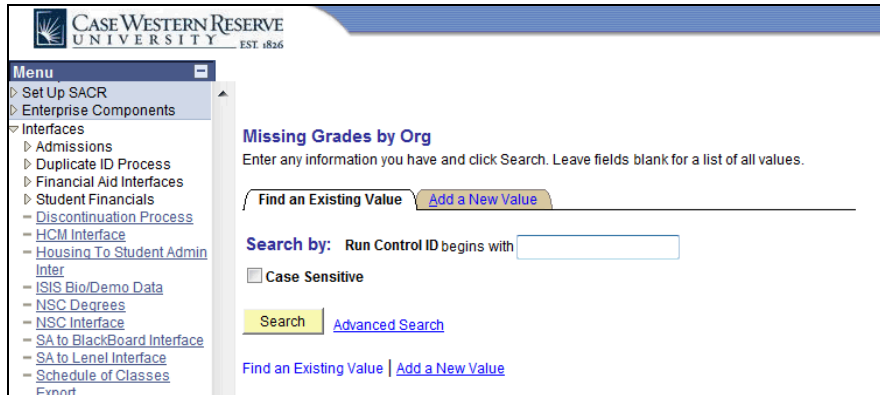 CASE WESTERN RESERVE
UNIVERSITY EST. 1826
Menu
Set Up SACR
Enterprise Components
Interfaces
Admissions
Duplicate ID Process
Financial Aid Interfaces
Student Financials
Discontinuation Process
HCM Interface
Housing To Student Admin
Inter
ISIS Bio/Demo Data
NSC Degrees
NSC Interface
SA to BlackBoard Interface
SA to Lenel Interface
Schedule of Classes
Export
Missing Grades by Org
Enter any information you have and click Search. Leave fields blank for a list of all values.
Find an Existing Value Add a New Value
Search by: Run Control ID begins with
Case Sensitive
Search Advanced Search
Find an Existing Value | Add a New Value